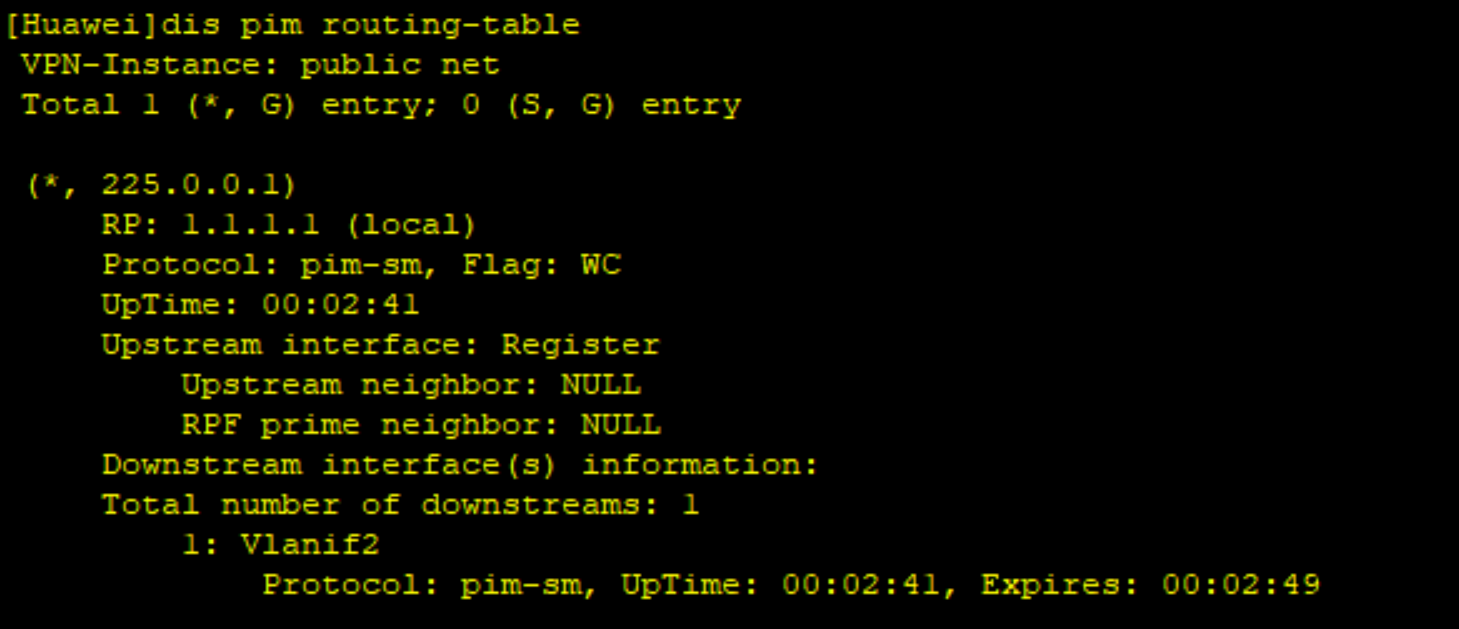 [Huawei]dis pim routing-table
VPN-Instance: public net
Total 1 (*, G) entry; 0 (S, G) entry
(*, 225.0.0.1)
RP: 1.1.1.1 (local)
Protocol: pim-sm, Flag: WC
UpTime: 00:02:41
Upstream interface: Register
Upstream neighbor: NULL
RPF prime neighbor: NULL
Downstream interface(s) information:
Total number of downstreams: 1
1: Vlanif2
Protocol: pim-sm, UpTime: 00:02:41, Expires: 00:02:49